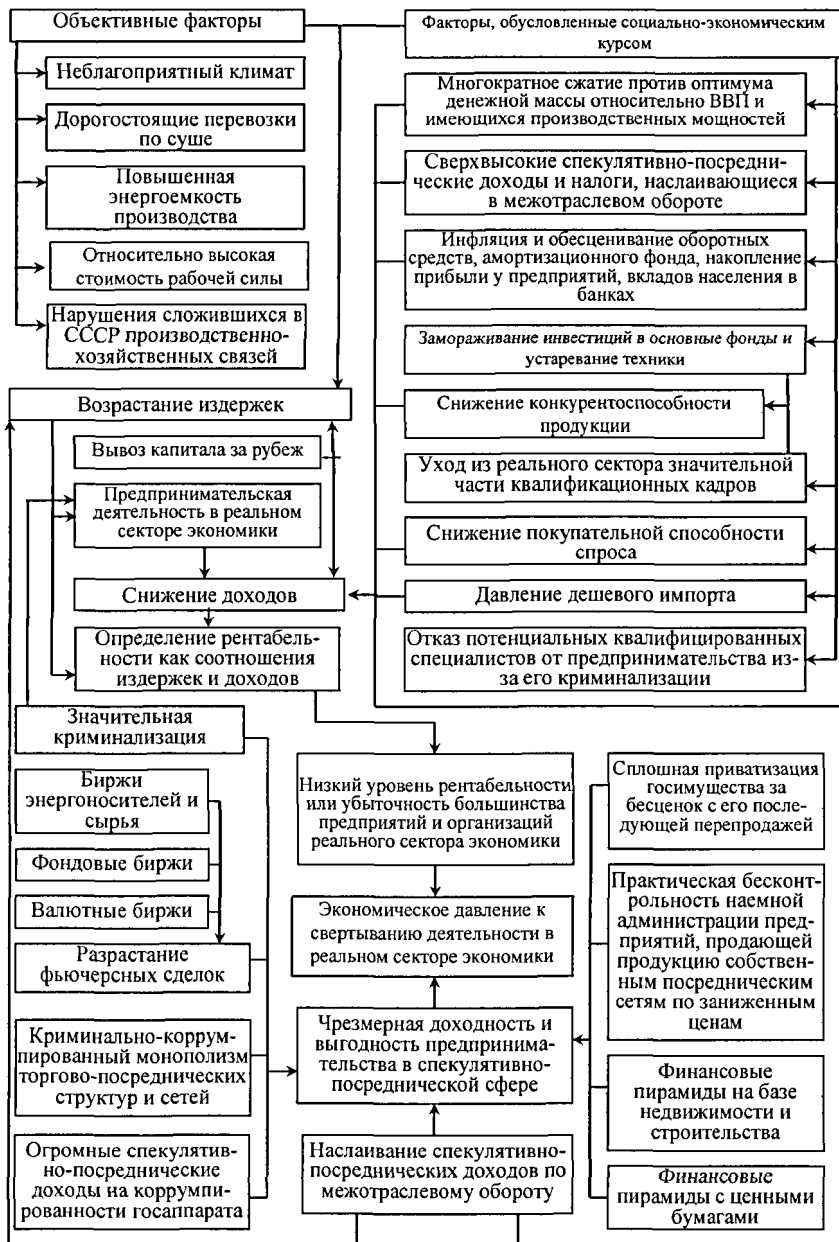 Объективные факторы
Неблагоприятный климат
Дорогостоящие перевозки
по суше
Повышенная
энергоемкость
производства
Относительно высокая
стоимость рабочей силы
Нарушения сложившихся в
СССР производственно-
хозяйственных связей
Факторы, обусловленные социально-экономическим
курсом
Многократное сжатие против оптимума
денежной массы относительно ВВП и
имеющихся производственных мощностей
Сверхвысокие спекулятивно-посредни-
ческие доходы и налоги, наслаивающиеся
в межотраслевом обороте
Инфляция и обесценивание оборотных
средств, амортизационного фонда, накопление
прибыли у предприятий, вкладов населения в
банках
Замораживание инвестиций в основные фонды и
устаревание техники
Снижение конкурентоспособности
продукции
Уход из реального сектора значительной
части квалификационных кадров
Снижение покупательной способности
спроса
Давление дешевого импорта
Отказ потенциальных квалифицированных
специалистов от предпринимательства из-
за его криминализации
Возрастание издержек
Вывоз капитала за рубеж
Предпринимательская
деятельность в реальном
секторе экономики
Снижение доходов
Определение рентабель-
ности как соотношения
издержек и доходов
Значительная
криминализация
Биржи
энергоносителей и
сырья
Фондовые биржи
Валютные биржи
Разрастание
фьючерсных сделок
Криминально-коррум-
пированный монополизм
торгово-посреднических
структур и сетей
Огромные спекулятив-
но-посреднические
доходы на коррумпи-
рованности госаппарата
Низкий уровень рентабельности
или убыточность большинства
предприятий и организаций
реального сектора экономики
Экономическое давление к
свертыванию деятельности в
реальном секторе экономики
Чрезмерная доходность и
выгодность предпринима-
тельства в спекулятивно-
посреднической сфере
Наслаивание спекулятивно-
посреднических доходов по
межотраслевому обороту
Сплошная приватизация
госимущества за
бесценок с его после-
дующей перепродажей
Практическая бескон-
трольность наемной
администрации пред-
приятий, продающей
продукцию собствен-
ным посредническим
сетям по заниженным
ценам
Финансовые
пирамиды на базе
недвижимости и
строительства
Финансовые
пирамиды с ценными
бумагами